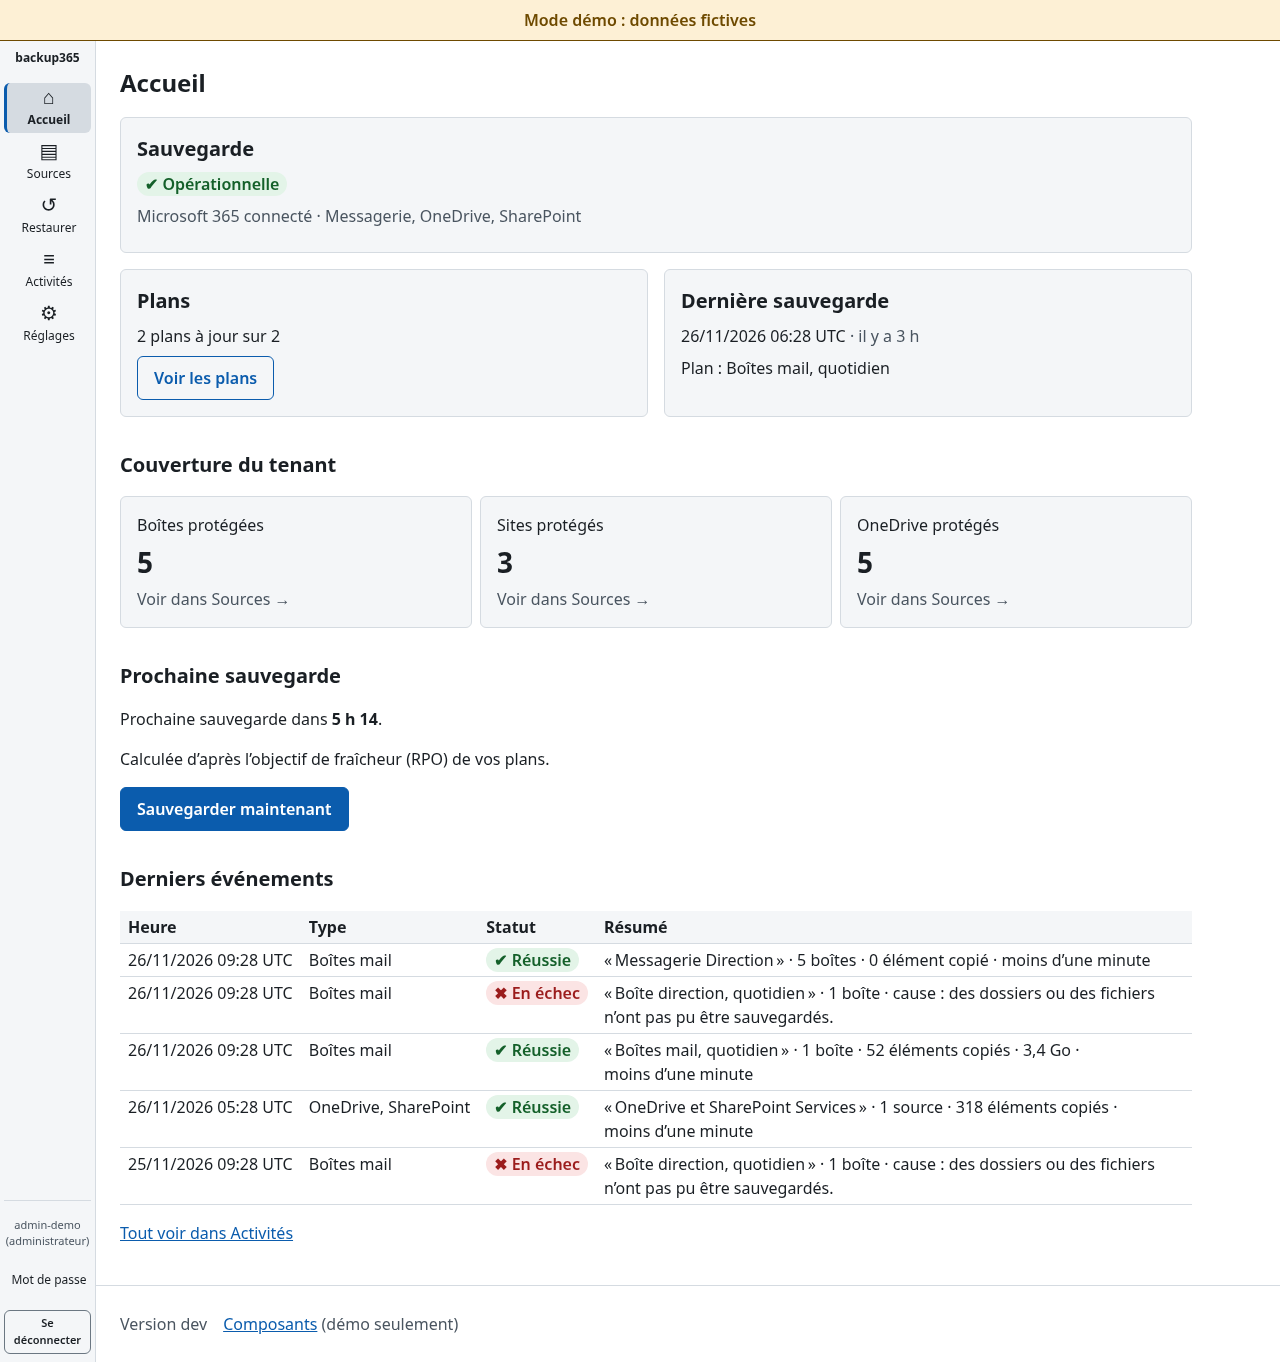 Mode démo : données fictives
backup365
Accueil
Sources
Restaurer
Activités
Réglages
admin-demo
(administrateur)
Mot de passe
Se
déconnecter
Accueil
Sauvegarde
✔ Opérationnelle
Microsoft 365 connecté · Messagerie, OneDrive, SharePoint
Plans
2 plans à jour sur 2
Voir les plans
Dernière sauvegarde
26/11/2026 06:28 UTC · il y a 3 h
Plan : Boîtes mail, quotidien
Couverture du tenant
Boîtes protégées
5
Voir dans Sources →
Sites protégés
3
Voir dans Sources →
OneDrive protégés
5
Voir dans Sources →
Prochaine sauvegarde
Prochaine sauvegarde dans 5 h 14.
Calculée d’après l’objectif de fraîcheur (RPO) de vos plans.
Sauvegarder maintenant
Derniers événements
Heure Type Statut Résumé
26/11/2026 09:28 UTC Boîtes mail ✔ Réussie « Messagerie Direction » · 5 boîtes · 0 élément copié · moins d’une minute
26/11/2026 09:28 UTC Boîtes mail ✖ En échec « Boîte direction, quotidien » · 1 boîte · cause : des dossiers ou des fichiers
n’ont pas pu être sauvegardés.
26/11/2026 09:28 UTC Boîtes mail ✔ Réussie « Boîtes mail, quotidien » · 1 boîte · 52 éléments copiés · 3,4 Go ·
moins d’une minute
26/11/2026 05:28 UTC OneDrive, SharePoint ✔ Réussie « OneDrive et SharePoint Services » · 1 source · 318 éléments copiés ·
moins d’une minute
25/11/2026 09:28 UTC Boîtes mail ✖ En échec « Boîte direction, quotidien » · 1 boîte · cause : des dossiers ou des fichiers
n’ont pas pu être sauvegardés.
Tout voir dans Activités
Version dev Composants (démo seulement)